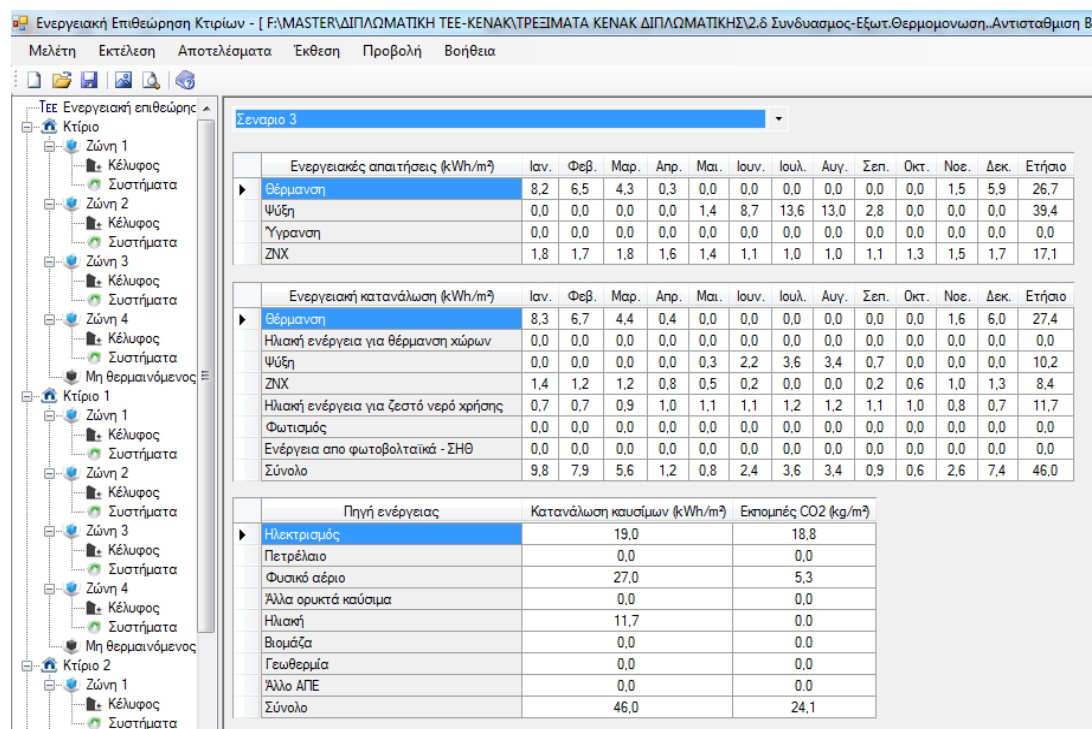 Ενεργειακή Επιθεώρηση Κτιρίων - [ F:\MASTER\ΔΙΠΛΩΜΑΤΙΚΗ ΤΕΕ-ΚΕΝΑΚ\ΤΡΕΞΙΜΑΤΑ ΚΕΝΑΚ ΔΙΠΛΩΜΑΤΙΚΗΣ\2.δ Συνδυασμος-Εξωτ.Θερμομονωση..Αντισταθμιση Β
Μελέτη Εκτέλεση Αποτελέσματα Έκθεση Προβολή Βοήθεια
ΤΕΕ Ενεργειακή επιθεώρησ
Κτίριο
Ζώνη 1
Κέλυφος
Συστήματα
Ζώνη 2
Κέλυφος
Συστήματα
Ζώνη 3
Κέλυφος
Συστήματα
Ζώνη 4
Κέλυφος
Συστήματα
Μη θερμαινόμενος
Κτίριο 1
Ζώνη 1
Κέλυφος
Συστήματα
Ζώνη 2
Κέλυφος
Συστήματα
Ζώνη 3
Κέλυφος
Συστήματα
Ζώνη 4
Κέλυφος
Συστήματα
Μη θερμαινόμενος
Κτίριο 2
Ζώνη 1
Κέλυφος
Συστήματα
Σεναριο 3
Ενεργειακές απαιτήσεις (kWh/m²) Ιαν. Φεβ. Μαρ. Απρ. Μαι. Ιουν. Ιουλ. Αυγ. Σεπ. Οκτ. Νοε. Δεκ. Ετήσιο
Θέρμανση 8,2 6,5 4,3 0,3 0,0 0,0 0,0 0,0 0,0 0,0 1,5 5,9 26,7
Ψύξη 0,0 0,0 0,0 0,0 1,4 8,7 13,6 13,0 2,8 0,0 0,0 0,0 39,4
Ύγρανση 0,0 0,0 0,0 0,0 0,0 0,0 0,0 0,0 0,0 0,0 0,0 0,0 0,0
ΖΝΧ 1,8 1,7 1,8 1,6 1,4 1,1 1,0 1,0 1,1 1,3 1,5 1,7 17,1
Ενεργειακή κατανάλωση (kWh/m²) Ιαν. Φεβ. Μαρ. Απρ. Μαι. Ιουν. Ιουλ. Αυγ. Σεπ. Οκτ. Νοε. Δεκ. Ετήσιο
Θέρμανση 8,3 6,7 4,4 0,4 0,0 0,0 0,0 0,0 0,0 0,0 1,6 6,0 27,4
Ηλιακή ενέργεια για θέρμανση χώρων 0,0 0,0 0,0 0,0 0,0 0,0 0,0 0,0 0,0 0,0 0,0 0,0 0,0
Ψύξη 0,0 0,0 0,0 0,0 0,3 2,2 3,6 3,4 0,7 0,0 0,0 0,0 10,2
ΖΝΧ 1,4 1,2 1,2 0,8 0,5 0,2 0,0 0,0 0,2 0,6 1,0 1,3 8,4
Ηλιακή ενέργεια για ζεστό νερό χρήσης 0,7 0,7 0,9 1,0 1,1 1,1 1,2 1,2 1,1 1,0 0,8 0,7 11,7
Φωτισμός 0,0 0,0 0,0 0,0 0,0 0,0 0,0 0,0 0,0 0,0 0,0 0,0 0,0
Ενέργεια απο φωτοβολταϊκά - ΣΗΘ 0,0 0,0 0,0 0,0 0,0 0,0 0,0 0,0 0,0 0,0 0,0 0,0 0,0
Σύνολο 9,8 7,9 5,6 1,2 0,8 2,4 3,6 3,4 0,9 0,6 2,6 7,4 46,0
Πηγή ενέργειας Κατανάλωση καυσίμων (kWh/m²) Εκπομπές CO2 (kg/m²)
Ηλεκτρισμός 19,0 18,8
Πετρέλαιο 0,0 0,0
Φυσικό αέριο 27,0 5,3
Άλλα ορυκτά καύσιμα 0,0 0,0
Ηλιακή 11,7 0.0
Βιομάζα 0,0 0.0
Γεωθερμία 0,0 0,0
Άλλο ΑΠΕ 0,0 0.0
Σύνολο 46,0 24,1